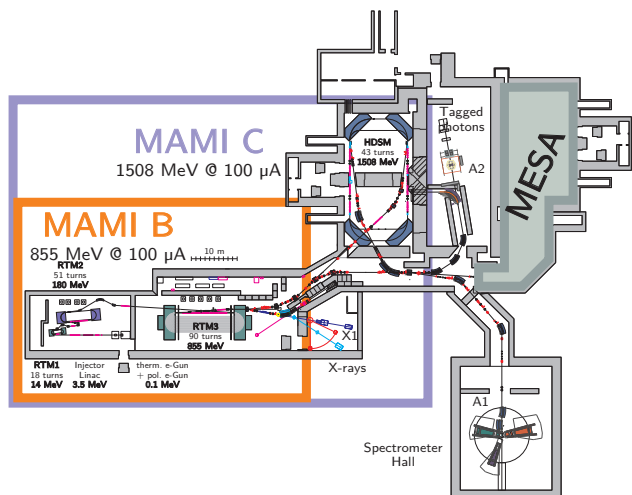 MAMI C
1508 MeV @ 100 µA
MAMI B
855 MeV @ 100 µA
10 m
HDSM
43 turns
1508 MeV
Tagged
photons
A2
MESA
RTM2
51 turns
180 MeV
RTM3
90 turns
855 MeV
X1
X-rays
RTM1
18 turns
14 MeV
Injector
Linac
3.5 MeV
therm. e-Gun
+ pol. e-Gun
0.1 MeV
A1
Spectrometer
Hall